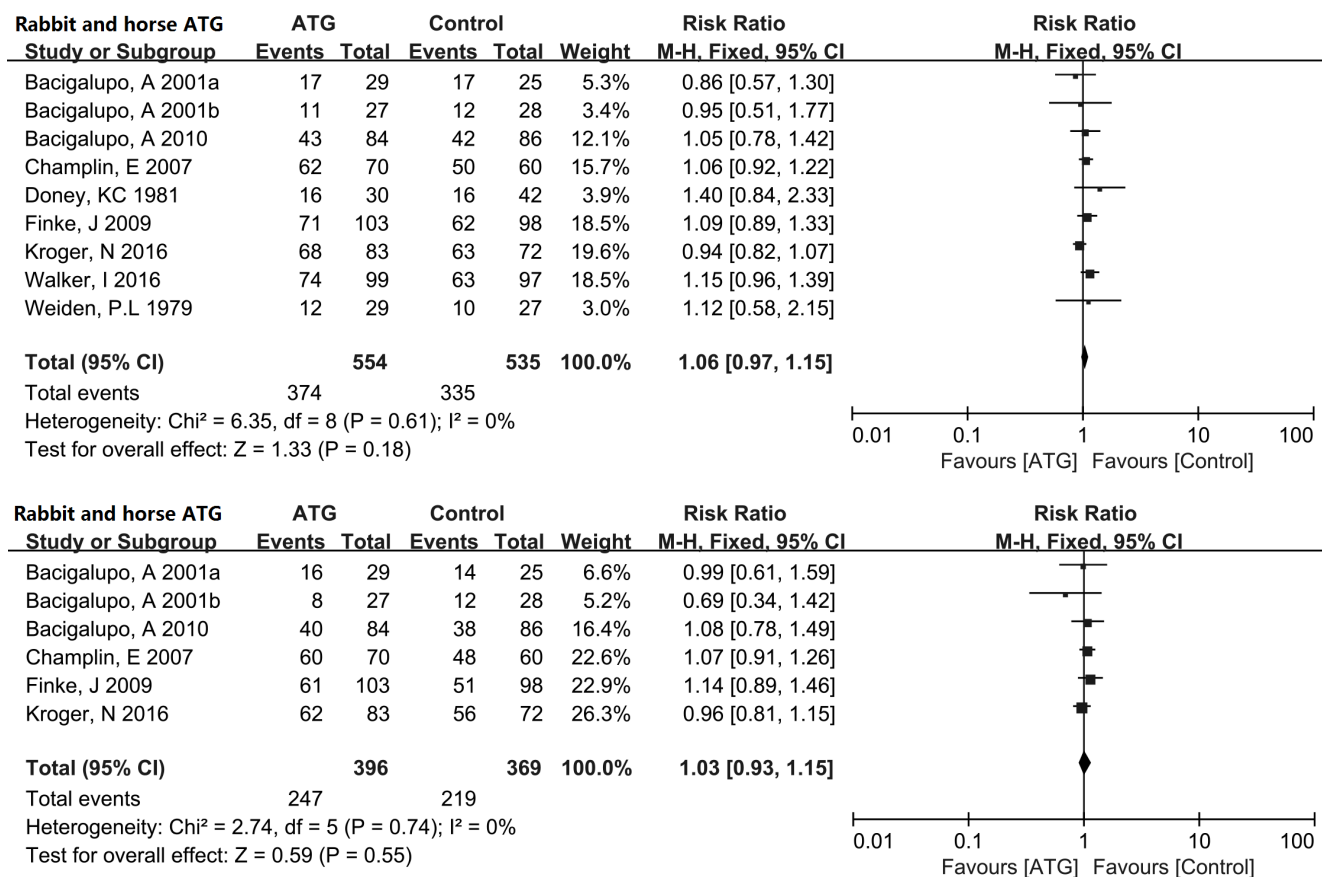 Rabbit and horse ATG ATG Control Risk Ratio Risk Ratio
Study or Subgroup Events Total Events Total Weight M-H, Fixed, 95% CI M-H, Fixed, 95% CI
Bacigalupo, A 2001a 17 29 17 25 5.3% 0.86 [0.57, 1.30]
Bacigalupo, A 2001b 11 27 12 28 3.4% 0.95 [0.51, 1.77]
Bacigalupo, A 2010 43 84 42 86 12.1% 1.05 [0.78, 1.42]
Champlin, E 2007 62 70 50 60 15.7% 1.06 [0.92, 1.22]
Doney, KC 1981 16 30 16 42 3.9% 1.40 [0.84, 2.33]
Finke, J 2009 71 103 62 98 18.5% 1.09 [0.89, 1.33]
Kroger, N 2016 68 83 63 72 19.6% 0.94 [0.82, 1.07]
Walker, I 2016 74 99 63 97 18.5% 1.15 [0.96, 1.39]
Weiden, P.L 1979 12 29 10 27 3.0% 1.12 [0.58, 2.15]
Total (95% CI) 554 535 100.0% 1.06 [0.97, 1.15]
Total events 374 335
Heterogeneity: Chi² = 6.35, df = 8 (P = 0.61); I² = 0%
Test for overall effect: Z = 1.33 (P = 0.18)
0.01 0.1 1 10 100
Favours [ATG] Favours [Control]
Rabbit and horse ATG ATG Control Risk Ratio Risk Ratio
Study or Subgroup Events Total Events Total Weight M-H, Fixed, 95% CI M-H, Fixed, 95% CI
Bacigalupo, A 2001a 16 29 14 25 6.6% 0.99 [0.61, 1.59]
Bacigalupo, A 2001b 8 27 12 28 5.2% 0.69 [0.34, 1.42]
Bacigalupo, A 2010 40 84 38 86 16.4% 1.08 [0.78, 1.49]
Champlin, E 2007 60 70 48 60 22.6% 1.07 [0.91, 1.26]
Finke, J 2009 61 103 51 98 22.9% 1.14 [0.89, 1.46]
Kroger, N 2016 62 83 56 72 26.3% 0.96 [0.81, 1.15]
Total (95% CI) 396 369 100.0% 1.03 [0.93, 1.15]
Total events 247 219
Heterogeneity: Chi² = 2.74, df = 5 (P = 0.74); I² = 0%
Test for overall effect: Z = 0.59 (P = 0.55)
0.01 0.1 1 10 100
Favours [ATG] Favours [Control]